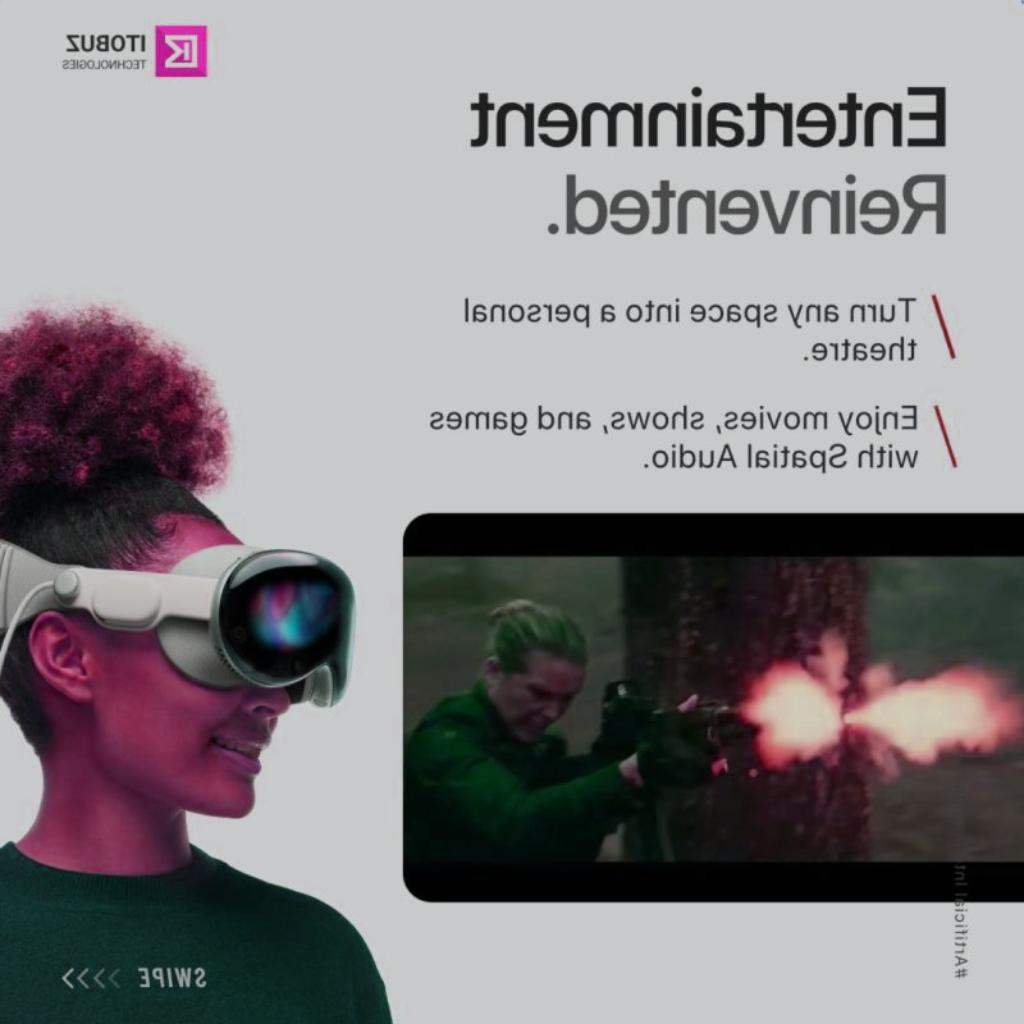 ITOBUZ
TECHNOLOGIES
Entertainment
Reinvented.
Turn any space into a personal
theatre.
Enjoy movies, shows, and games
with Spatial Audio.
SWIPE
#Artificial Int